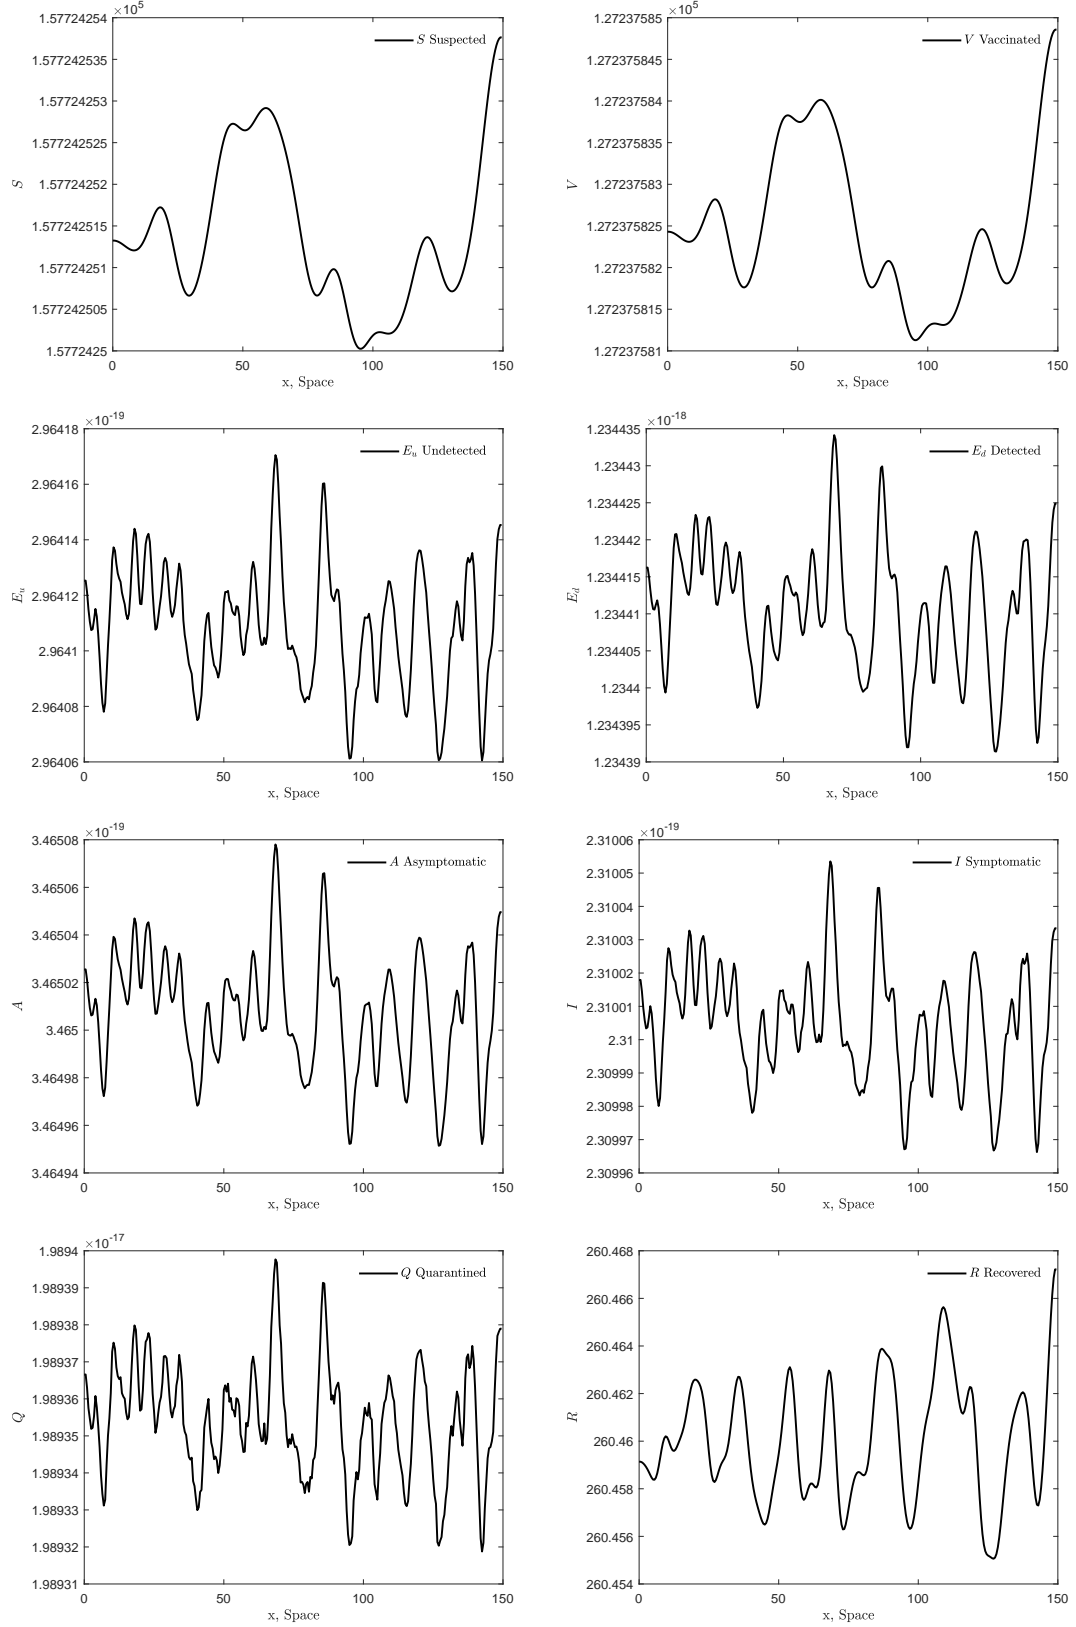 ×10⁵
1.57724254
1.577242535
1.57724253
1.577242525
1.57724252
1.577242515
1.57724251
1.577242505
1.5772425
S
S Suspected
0 50 100 150
x, Space
×10⁵
1.27237585
1.272375845
1.27237584
1.272375835
1.27237583
1.272375825
1.27237582
1.272375815
1.27237581
V
V Vaccinated
0 50 100 150
x, Space
×10⁻¹⁹
2.96418
2.96416
2.96414
2.96412
2.9641
2.96408
2.96406
Eᵤ
Eᵤ Undetected
0 50 100 150
x, Space
×10⁻¹⁸
1.234435
1.23443
1.234425
1.23442
1.234415
1.23441
1.234405
1.2344
1.234395
1.23439
E_d
E_d Detected
0 50 100 150
x, Space
×10⁻¹⁹
3.46508
3.46506
3.46504
3.46502
3.465
3.46498
3.46496
3.46494
A
A Asymptomatic
0 50 100 150
x, Space
×10⁻¹⁹
2.31006
2.31005
2.31004
2.31003
2.31002
2.31001
2.31
2.30999
2.30998
2.30997
2.30996
I
I Symptomatic
0 50 100 150
x, Space
×10⁻¹⁷
1.9894
1.98939
1.98938
1.98937
1.98936
1.98935
1.98934
1.98933
1.98932
1.98931
Q
Q Quarantined
0 50 100 150
x, Space
260.468
260.466
260.464
260.462
260.46
260.458
260.456
260.454
R
R Recovered
0 50 100 150
x, Space